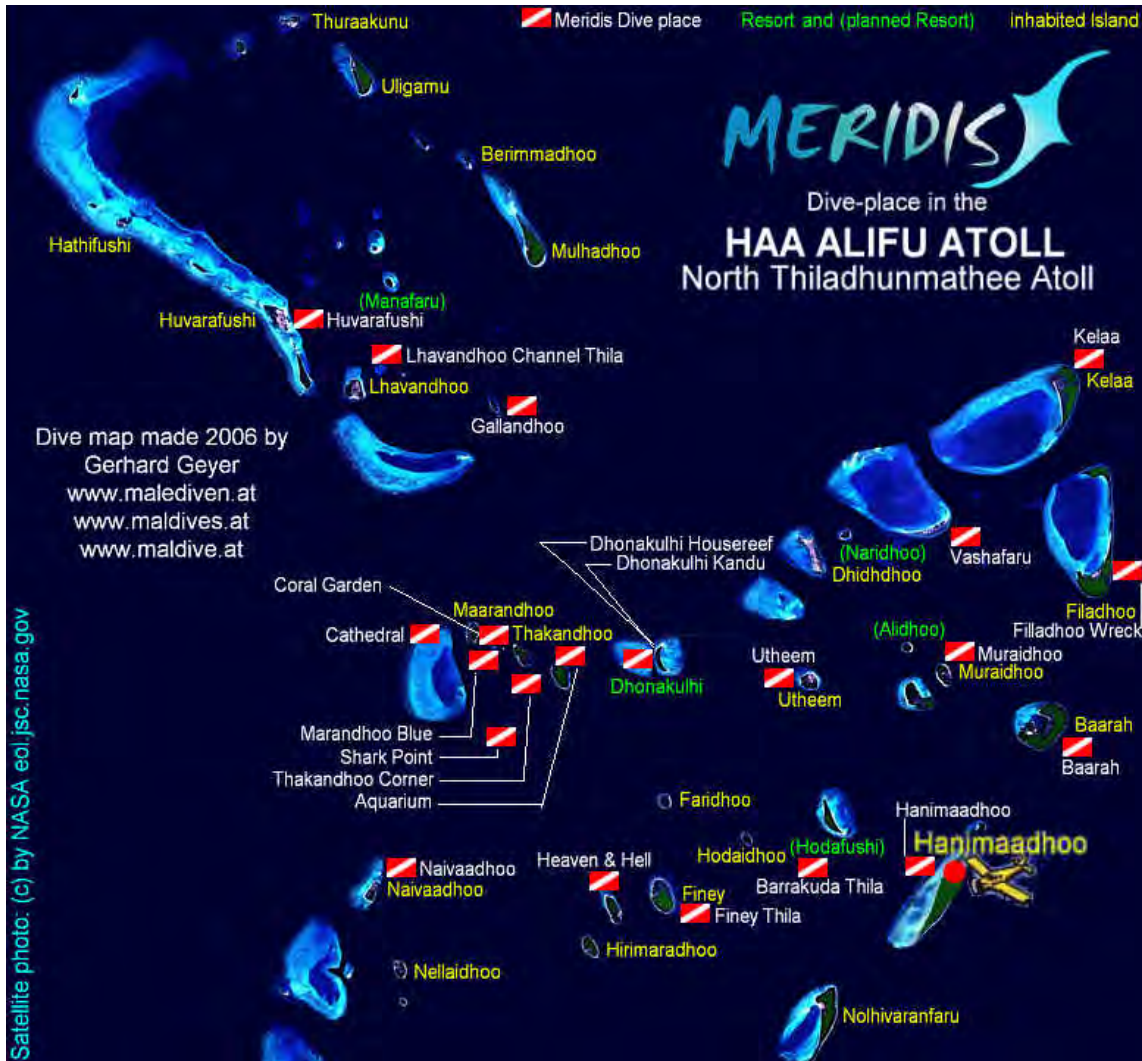 Meridis Dive place
Resort and (planned Resort)
inhabited Island
Thuraakunu
Uligamu
MERIDIS
Dive-place in the
HAA ALIFU ATOLL
North Thiladhunmathee Atoll
Berimmadhoo
Hathifushi
Mulhadhoo
(Manafaru)
Huvarafushi
Huvarafushi
Lhavandhoo Channel Thila
Lhavandhoo
Gallandhoo
Kelaa
Kelaa
Dive map made 2006 by
Gerhard Geyer
www.malediven.at
www.maldives.at
www.maldive.at
Dhonakulhi Housereef
Dhonakulhi Kandu
(Naridhoo)
Dhidhdhoo
Vashafaru
Coral Garden
Maarandhoo
Cathedral
Thakandhoo
Filadhoo
Filladhoo Wreck
(Alidhoo)
Utheem
Muraidhoo
Muraidhoo
Dhonakulhi
Utheem
Marandhoo Blue
Shark Point
Thakandhoo Corner
Aquarium
Baarah
Baarah
Faridhoo
Hanimaadhoo
Hanimaadhoo
Hodaidhoo
(Hodafushi)
Naivaadhoo
Naivaadhoo
Heaven & Hell
Barrakuda Thila
Finey
Finey Thila
Hirimaradhoo
Nellaidhoo
Nolhivaranfaru
Satellite photo: (c) by NASA eol.jsc.nasa.gov